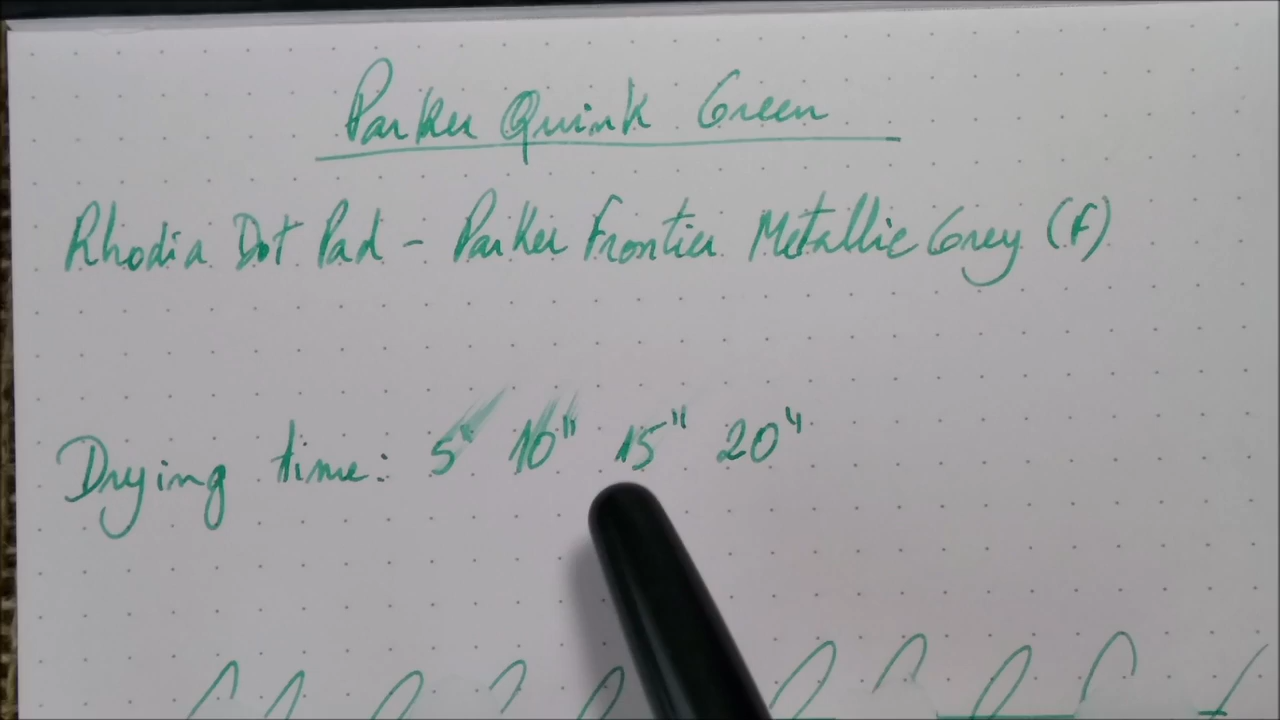 Parker Quink Green
Rhodia Dot Pad - Parker Frontier Metallic Grey (F)
Drying time: 5" 10" 15" 20"